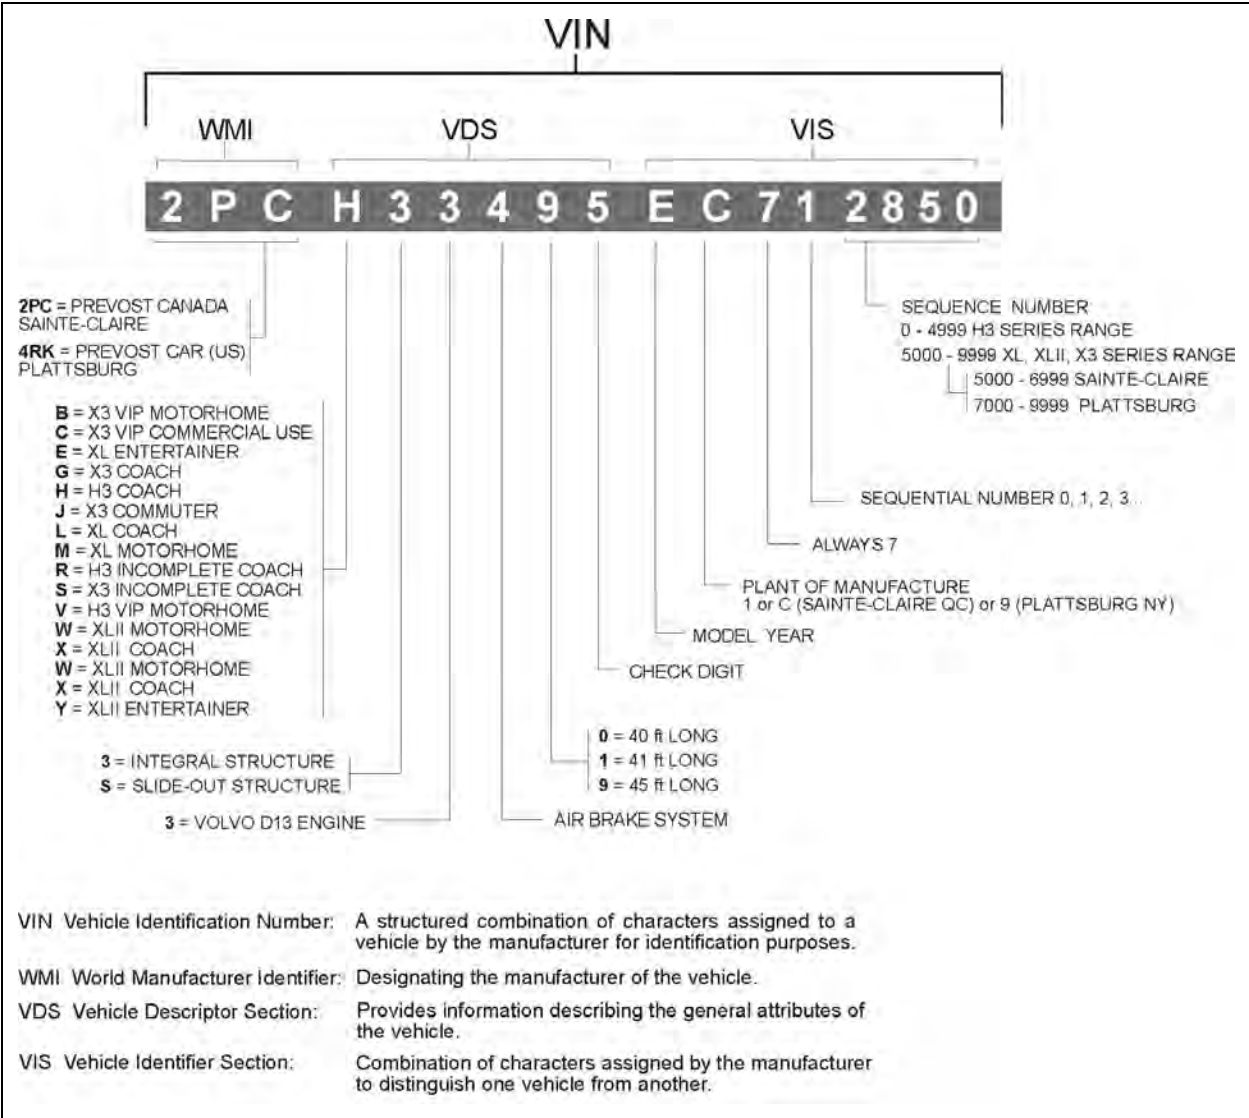 VIN
WMI VDS VIS
2 P C H 3 3 4 9 5 E C 7 1 2 8 5 0
2PC = PREVOST CANADA
SAINTE-CLAIRE
4RK = PREVOST CAR (US)
PLATTSBURG
SEQUENCE NUMBER
0 - 4999 H3 SERIES RANGE
5000 - 9999 XL, XLII, X3 SERIES RANGE
5000 - 6999 SAINTE-CLAIRE
7000 - 9999 PLATTSBURG
B = X3 VIP MOTORHOME
C = X3 VIP COMMERCIAL USE
E = XL ENTERTAINER
G = X3 COACH
H = H3 COACH
J = X3 COMMUTER
L = XL COACH
M = XL MOTORHOME
R = H3 INCOMPLETE COACH
S = X3 INCOMPLETE COACH
V = H3 VIP MOTORHOME
W = XLII MOTORHOME
X = XLII COACH
W = XLII MOTORHOME
X = XLII COACH
Y = XLII ENTERTAINER
SEQUENTIAL NUMBER 0, 1, 2, 3...
ALWAYS 7
PLANT OF MANUFACTURE
1 or C (SAINTE-CLAIRE QC) or 9 (PLATTSBURG NY)
MODEL YEAR
CHECK DIGIT
0 = 40 ft LONG
1 = 41 ft LONG
9 = 45 ft LONG
3 = INTEGRAL STRUCTURE
S = SLIDE-OUT STRUCTURE
3 = VOLVO D13 ENGINE
AIR BRAKE SYSTEM
VIN Vehicle Identification Number: A structured combination of characters assigned to a
vehicle by the manufacturer for identification purposes.
WMI World Manufacturer Identifier: Designating the manufacturer of the vehicle.
VDS Vehicle Descriptor Section: Provides information describing the general attributes of
the vehicle.
VIS Vehicle Identifier Section: Combination of characters assigned by the manufacturer
to distinguish one vehicle from another.